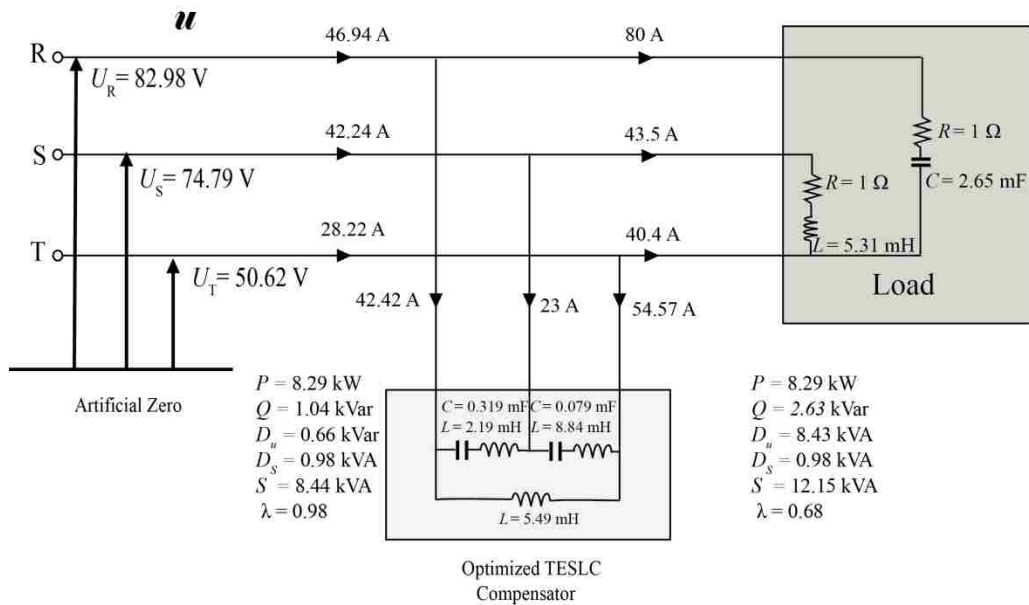 u
46.94 A
80 A
R
U_R = 82.98 V
R = 1 Ω
42.24 A
43.5 A
S
C = 2.65 mF
U_S = 74.79 V
R = 1 Ω
28.22 A
40.4 A
T
L = 5.31 mH
U_T = 50.62 V
Load
42.42 A
23 A
54.57 A
Artificial Zero
P = 8.29 kW
Q = 1.04 kVar
D_u = 0.66 kVar
D_s = 0.98 kVA
S = 8.44 kVA
λ = 0.98
C = 0.319 mF
L = 2.19 mH
C = 0.079 mF
L = 8.84 mH
L = 5.49 mH
P = 8.29 kW
Q = 2.63 kVar
D_u = 8.43 kVA
D_s = 0.98 kVA
S = 12.15 kVA
λ = 0.68
Optimized TESLC
Compensator